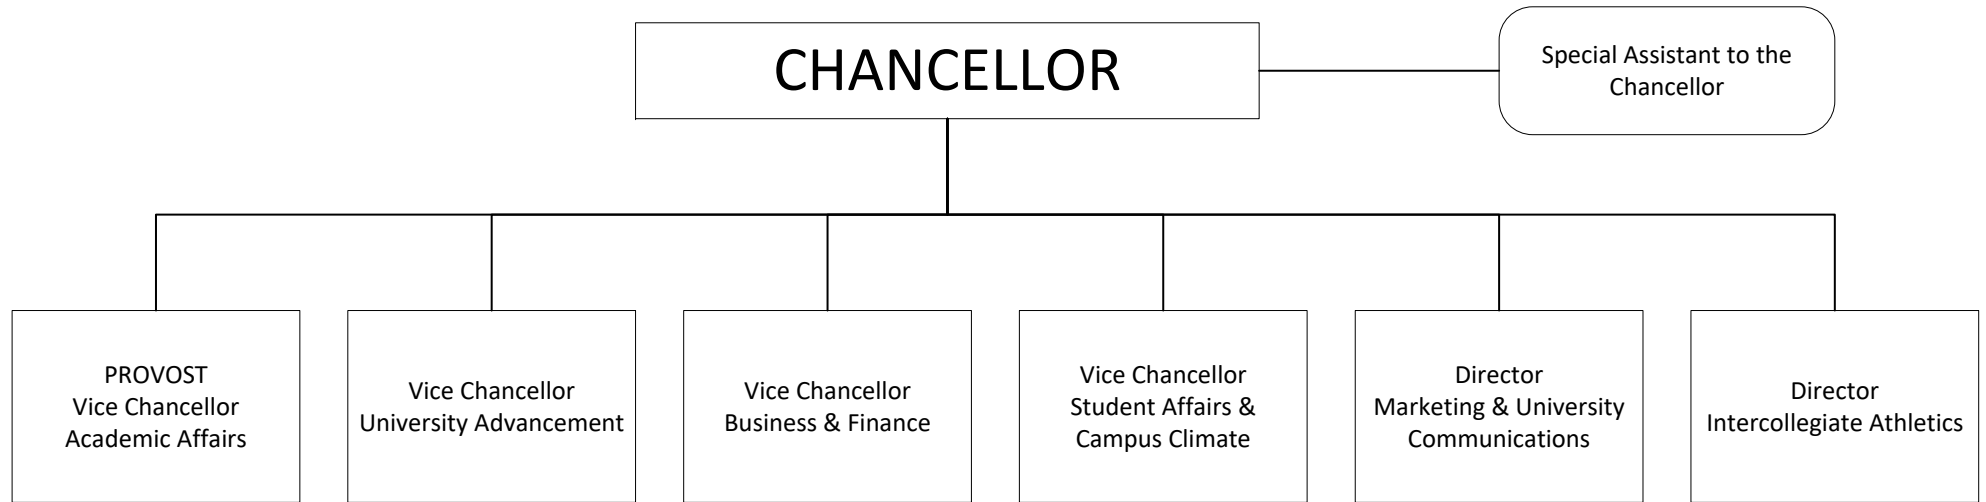 CHANCELLOR
Special Assistant to the
Chancellor
PROVOST
Vice Chancellor
Academic Affairs
Vice Chancellor
University Advancement
Vice Chancellor
Business & Finance
Vice Chancellor
Student Affairs &
Campus Climate
Director
Marketing & University
Communications
Director
Intercollegiate Athletics